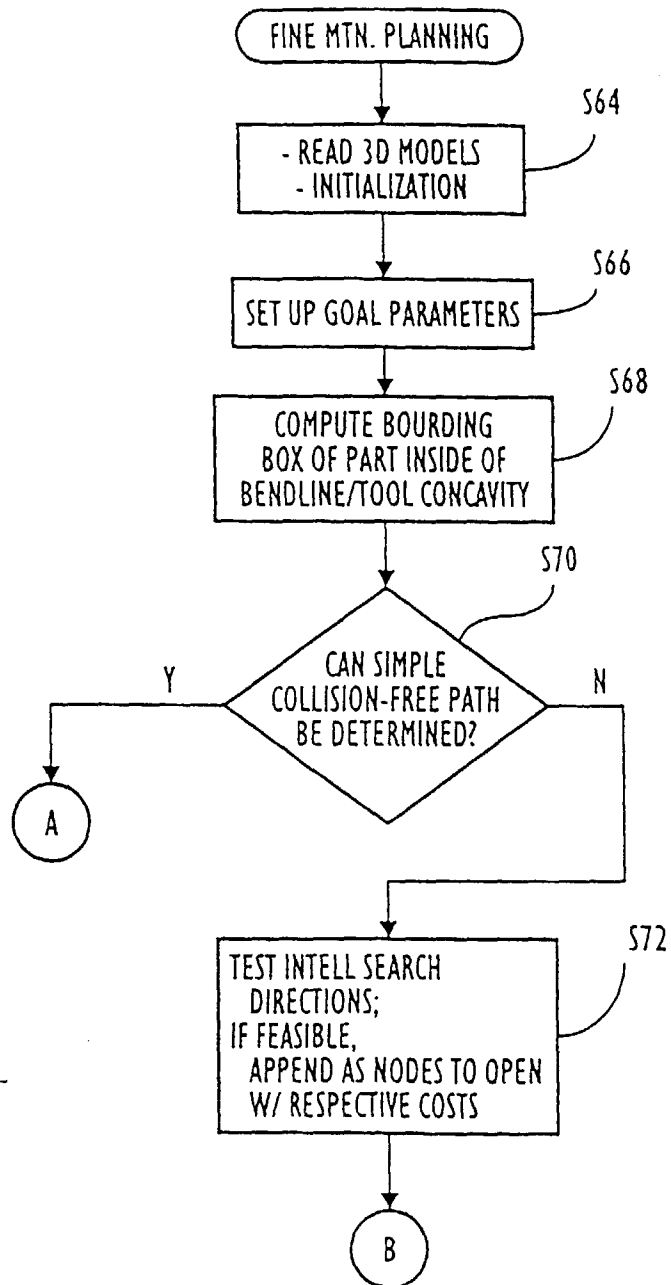 FINE MTN. PLANNING
S64
- READ 3D MODELS
- INITIALIZATION
S66
SET UP GOAL PARAMETERS
S68
COMPUTE BOURDING
BOX OF PART INSIDE OF
BENDLINE/TOOL CONCAVITY
S70
CAN SIMPLE
COLLISION-FREE PATH
BE DETERMINED?
Y
N
A
S72
TEST INTELL SEARCH
DIRECTIONS;
IF FEASIBLE,
APPEND AS NODES TO OPEN
W/ RESPECTIVE COSTS
B